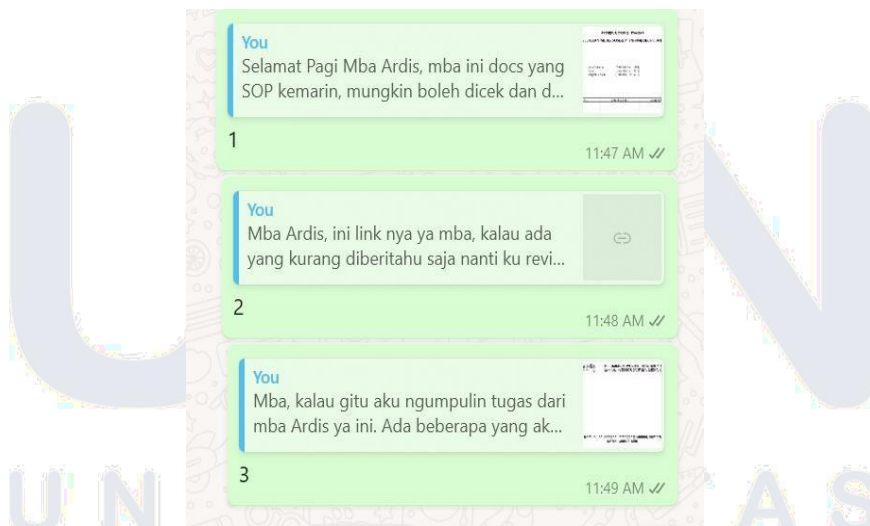 You
Selamat Pagi Mba Ardis, mba ini docs yang
SOP kemarin, mungkin boleh dicek dan d...
1
11:47 AM
You
Mba Ardis, ini link nya ya mba, kalau ada
yang kurang diberitahu saja nanti ku revi...
2
11:48 AM
You
Mba, kalau gitu aku ngumpulin tugas dari
mba Ardis ya ini. Ada beberapa yang ak...
3
11:49 AM
U N
U N A S